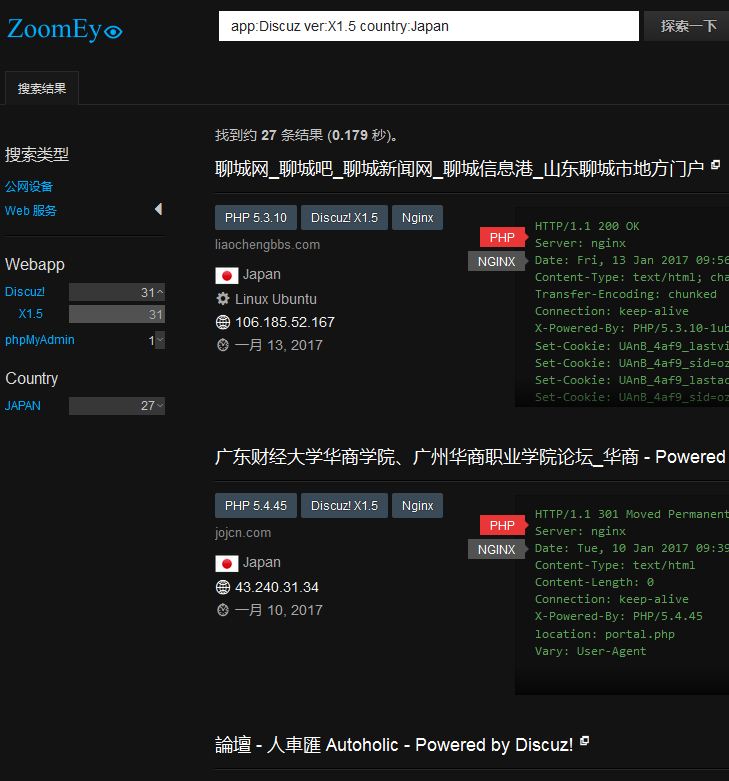 ZoomEye
app:Discuz ver:X1.5 country:Japan
探索一下
搜索结果
找到约 27 条结果 (0.179 秒)。
搜索类型
公网设备
Web 服务
Webapp
Discuz! 31
X1.5 31
phpMyAdmin 1
Country
JAPAN 27
聊城网_聊城吧_聊城新闻网_聊城信息港_山东聊城市地方门户
PHP 5.3.10 Discuz! X1.5 Nginx
liaochengbbs.com
Japan
Linux Ubuntu
106.185.52.167
一月 13, 2017
PHP
NGINX
HTTP/1.1 200 OK
Server: nginx
Date: Fri, 13 Jan 2017 09:56
Content-Type: text/html; cha
Transfer-Encoding: chunked
Connection: keep-alive
X-Powered-By: PHP/5.3.10-1ub
Set-Cookie: UAnB_4af9_lastvi
Set-Cookie: UAnB_4af9_sid=oz
Set-Cookie: UAnB_4af9_lastac
Set-Cookie: UAnB_4af9_sid=oz
广东财经大学华商学院、广州华商职业学院论坛_华商 - Powered
PHP 5.4.45 Discuz! X1.5 Nginx
jojcn.com
Japan
43.240.31.34
一月 10, 2017
PHP
NGINX
HTTP/1.1 301 Moved Permanent
Server: nginx
Date: Tue, 10 Jan 2017 09:39
Content-Type: text/html
Content-Length: 0
Connection: keep-alive
X-Powered-By: PHP/5.4.45
location: portal.php
Vary: User-Agent
論壇 - 人車匯 Autoholic - Powered by Discuz!